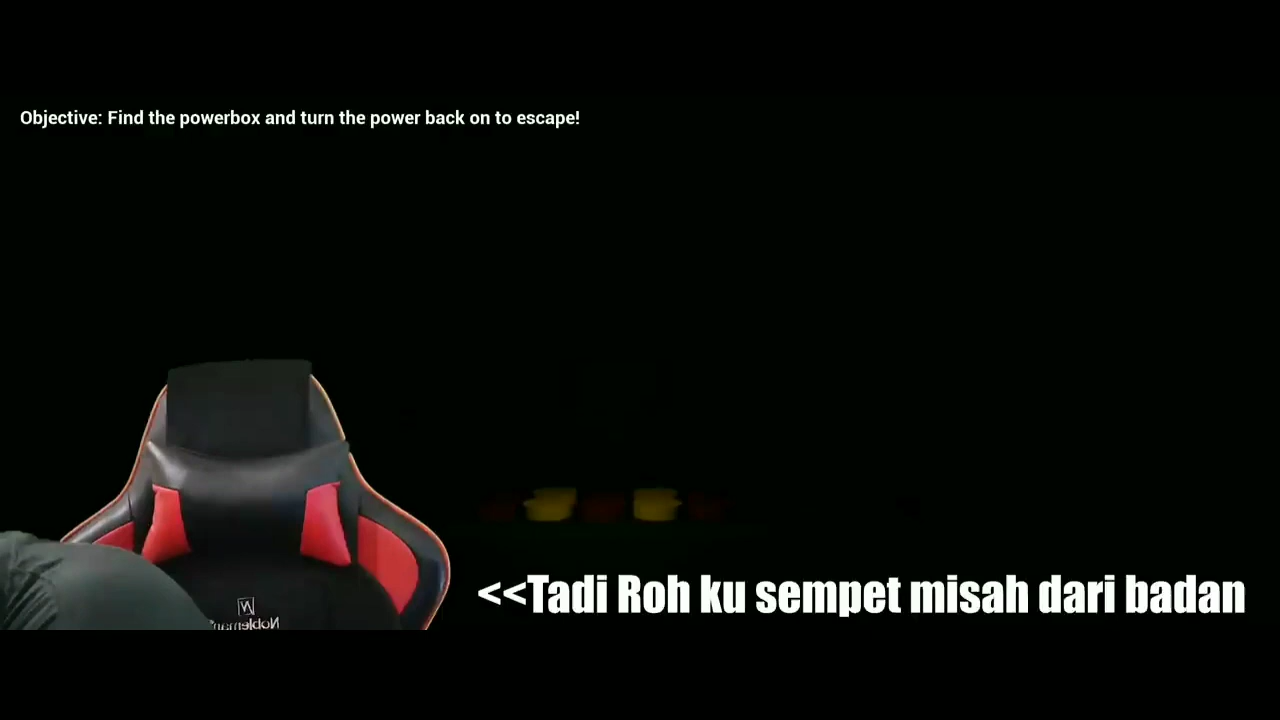 Objective: Find the powerbox and turn the power back on to escape!
<<Tadi Roh ku sempet misah dari badan